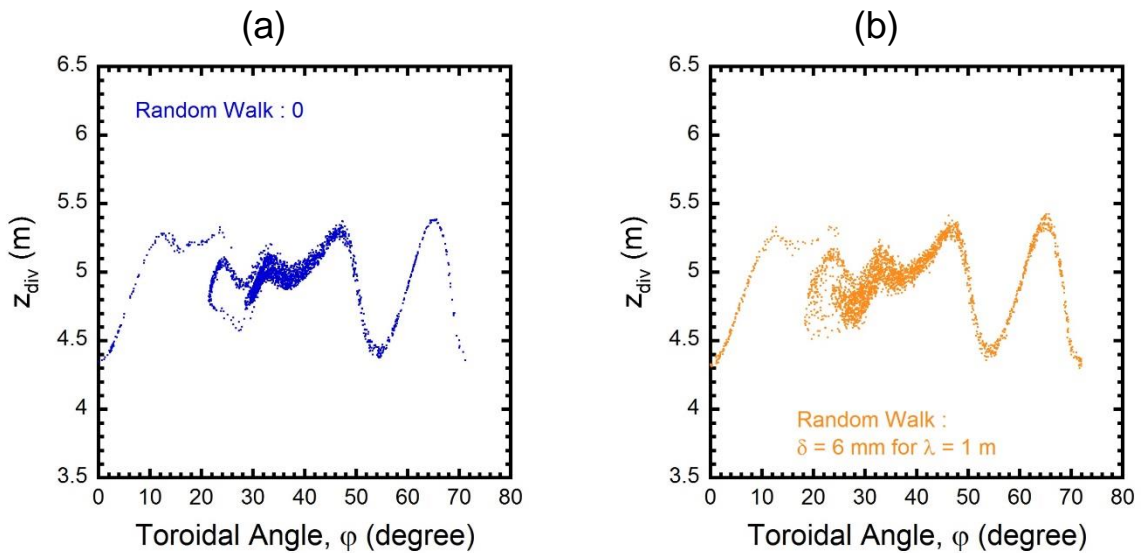 (a)
6.5
6
5.5
5
4.5
4
3.5
z_div (m)
Random Walk : 0
0 10 20 30 40 50 60 70 80
Toroidal Angle, φ (degree)
(b)
6.5
6
5.5
5
4.5
4
3.5
z_div (m)
Random Walk :
δ = 6 mm for λ = 1 m
0 10 20 30 40 50 60 70 80
Toroidal Angle, φ (degree)